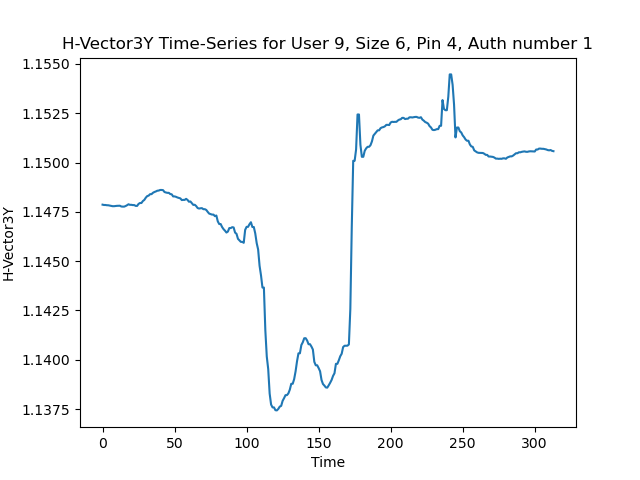 H-Vector3Y Time-Series for User 9, Size 6, Pin 4, Auth number 1
1.1550
1.1525
1.1500
1.1475
1.1450
1.1425
1.1400
1.1375
H-Vector3Y
0 50 100 150 200 250 300
Time